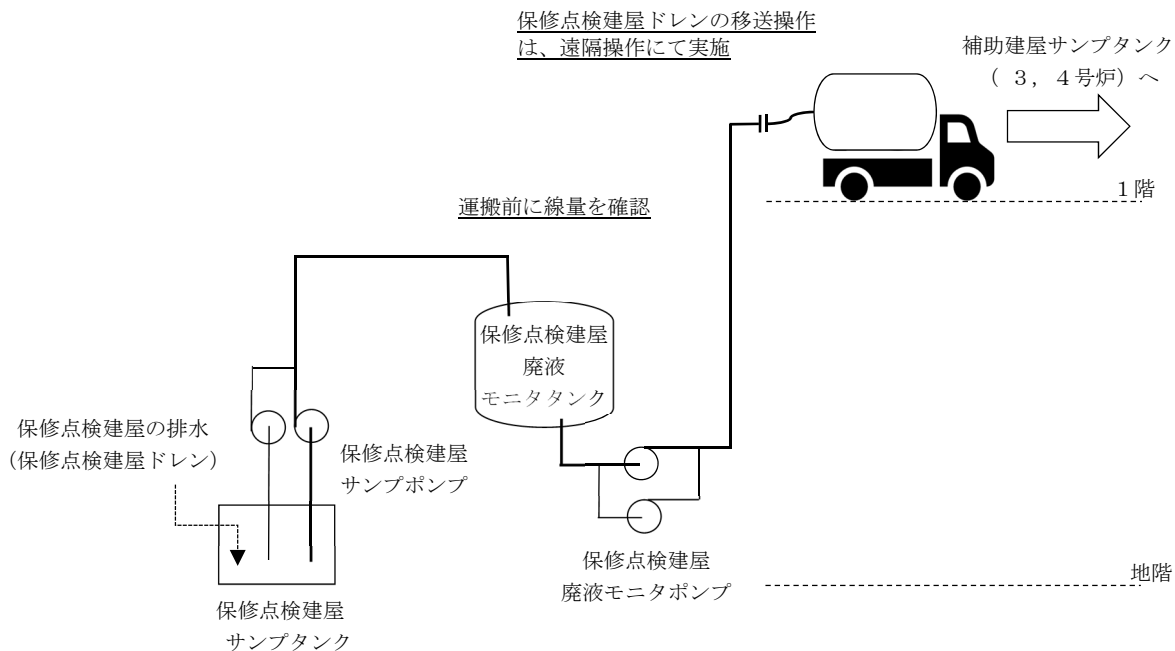 保修点検建屋ドレンの移送操作
は、遠隔操作にて実施
補助建屋サンプタンク
（ ３，４号炉）へ
１階
運搬前に線量を確認
保修点検建屋
廃液
モニタタンク
保修点検建屋の排水
（保修点検建屋ドレン）
保修点検建屋
サンプポンプ
保修点検建屋
廃液モニタポンプ
地階
保修点検建屋
サンプタンク